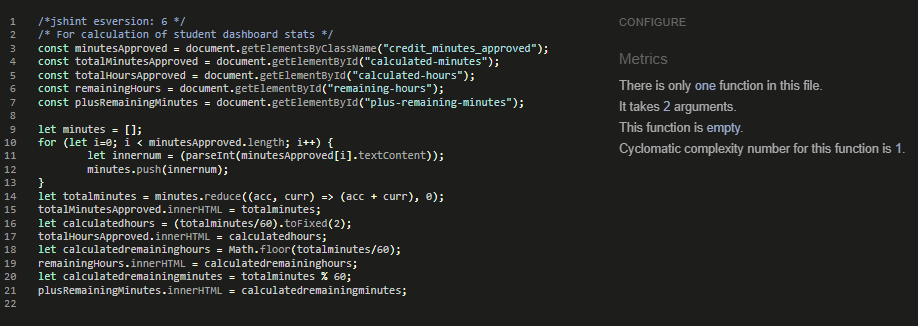 1 /*jshint esversion: 6 */
2 /* For calculation of student dashboard stats */
3 const minutesApproved = document.getElementsByClassName("credit_minutes_approved");
4 const totalMinutesApproved = document.getElementById("calculated-minutes");
5 const totalHoursApproved = document.getElementById("calculated-hours");
6 const remainingHours = document.getElementById("remaining-hours");
7 const plusRemainingMinutes = document.getElementById("plus-remaining-minutes");
8
9 let minutes = [];
10 for (let i=0; i < minutesApproved.length; i++) {
11 let innernum = (parseInt(minutesApproved[i].textContent));
12 minutes.push(innernum);
13 }
14 let totalminutes = minutes.reduce((acc, curr) => (acc + curr), 0);
15 totalMinutesApproved.innerHTML = totalminutes;
16 let calculatedhours = (totalminutes/60).toFixed(2);
17 totalHoursApproved.innerHTML = calculatedhours;
18 let calculatedremaininghours = Math.floor(totalminutes/60);
19 remainingHours.innerHTML = calculatedremaininghours;
20 let calculatedremainingminutes = totalminutes % 60;
21 plusRemainingMinutes.innerHTML = calculatedremainingminutes;
22
CONFIGURE
Metrics
There is only one function in this file.
It takes 2 arguments.
This function is empty.
Cyclomatic complexity number for this function is 1.